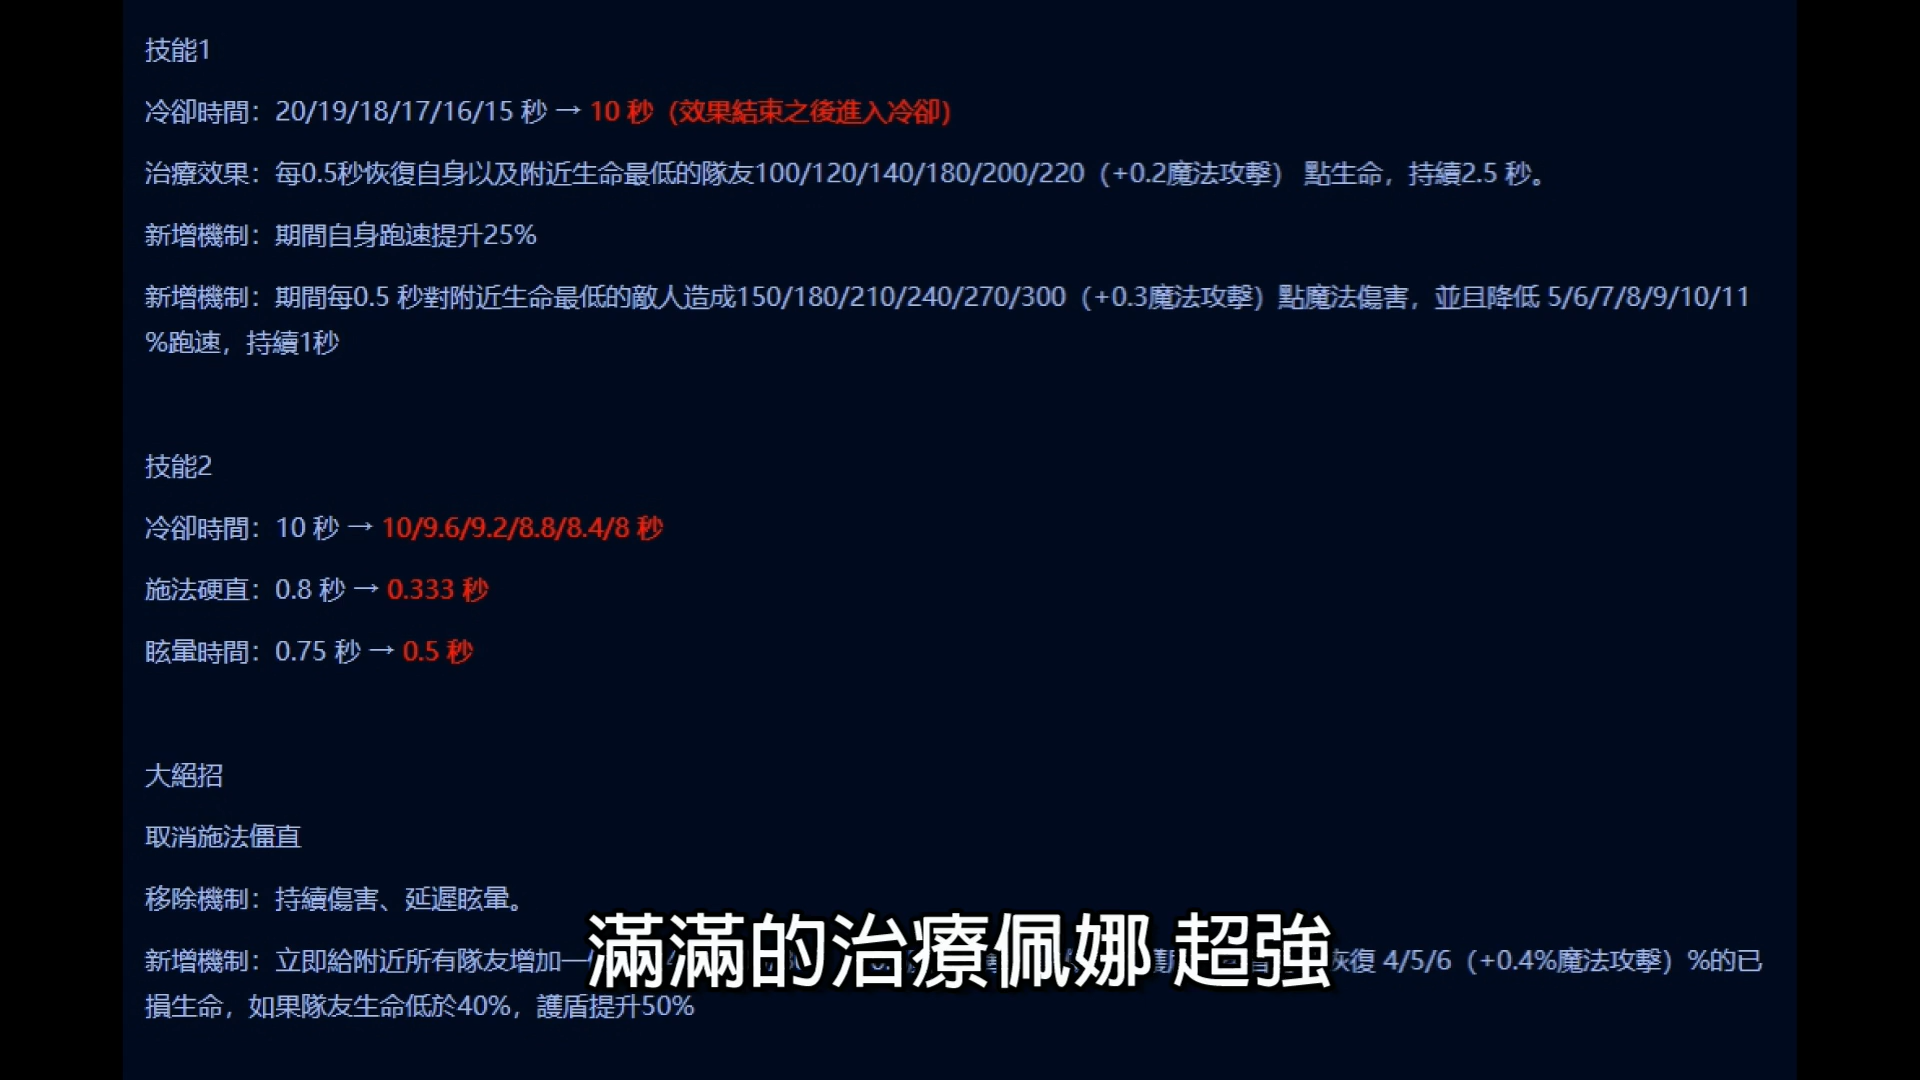 技能1
冷卻時間：20/19/18/17/16/15 秒 → 10 秒（效果結束之後進入冷卻）
治療效果：每0.5秒恢復自身以及附近生命最低的隊友100/120/140/180/200/220（+0.2魔法攻擊） 點生命，持續2.5 秒。
新增機制：期間自身跑速提升25%
新增機制：期間每0.5 秒對附近生命最低的敵人造成150/180/210/240/270/300（+0.3魔法攻擊）點魔法傷害，並且降低 5/6/7/8/9/10/11
%跑速，持續1秒
技能2
冷卻時間：10 秒 → 10/9.6/9.2/8.8/8.4/8 秒
施法硬直：0.8 秒 → 0.333 秒
眩暈時間：0.75 秒 → 0.5 秒
大絕招
取消施法僵直
移除機制：持續傷害、延遲眩暈。
新增機制：立即給附近所有隊友增加一 恢復 4/5/6（+0.4%魔法攻擊）%的已
損生命，如果隊友生命低於40%，護盾提升50%
滿滿的治療佩娜 超強